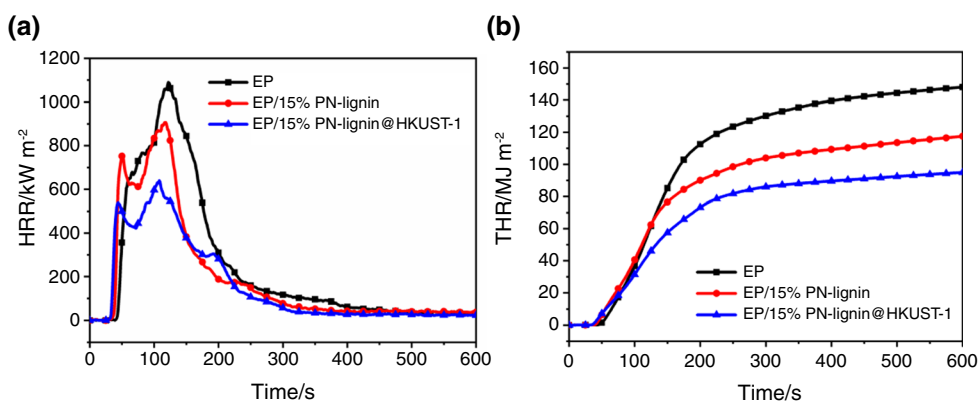 (a)
HRR/kW m⁻²
1200
1000
800
600
400
200
0
EP
EP/15% PN-lignin
EP/15% PN-lignin@HKUST-1
0 100 200 300 400 500 600
Time/s
(b)
THR/MJ m⁻²
160
140
120
100
80
60
40
20
0
EP
EP/15% PN-lignin
EP/15% PN-lignin@HKUST-1
0 100 200 300 400 500 600
Time/s